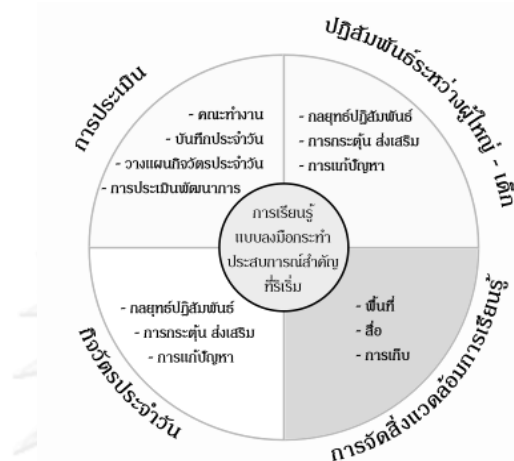 การประเมิน
ปฏิสัมพันธ์ระหว่างผู้ใหญ่ - เด็ก
- คณะทำงาน
- บันทึกประจำวัน
- วางแผนกิจวัตรประจำวัน
- การประเมินพัฒนาการ
- กลยุทธ์ปฏิสัมพันธ์
- การกระตุ้น ส่งเสริม
- การแก้ปัญหา
การเรียนรู้
แบบลงมือกระทำ
ประสบการณ์สำคัญ
ที่ริเริ่ม
- กลยุทธ์ปฏิสัมพันธ์
- การกระตุ้น ส่งเสริม
- การแก้ปัญหา
- พื้นที่
- สื่อ
- การเก็บ
กิจวัตรประจำวัน
การจัดสิ่งแวดล้อมการเรียนรู้